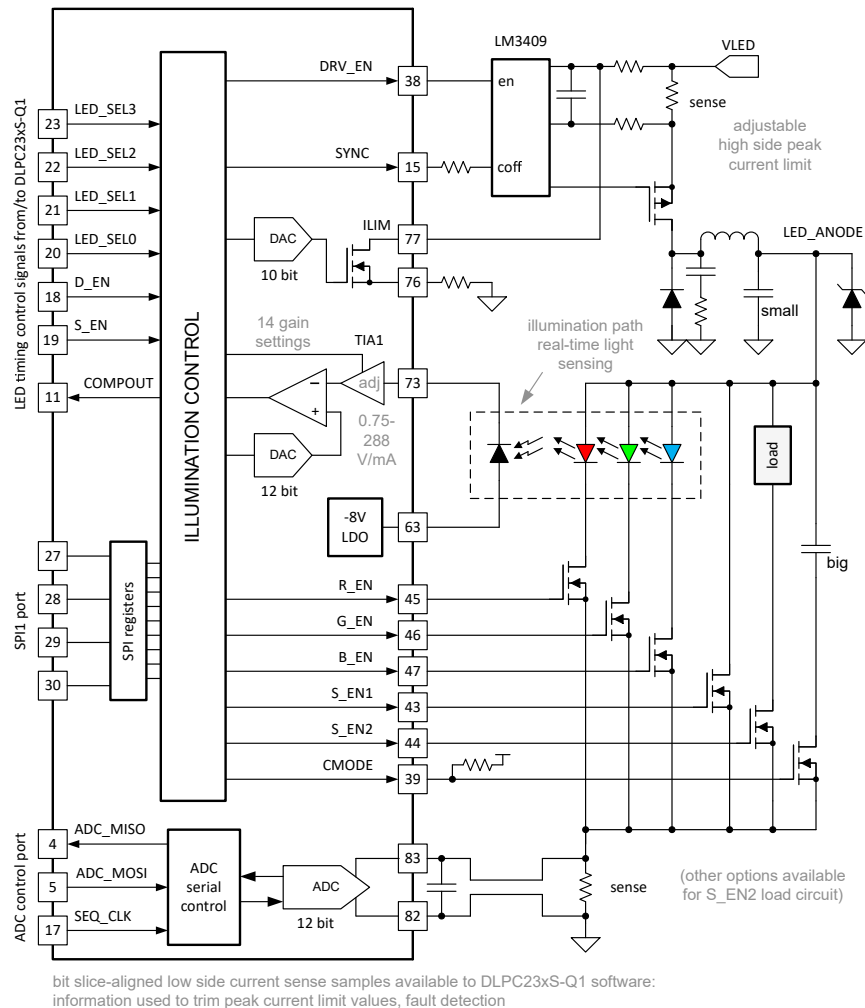 LM3409
VLED
DRV_EN
38
en
sense
23
LED_SEL3
adjustable
high side peak
current limit
22
LED_SEL2
SYNC
15
coff
21
LED_SEL1
ILIM
77
LED_ANODE
DAC
20
LED_SEL0
10 bit
76
18
D_EN
small
14 gain
settings
illumination path
real-time light
sensing
19
S_EN
TIA1
11
COMPOUT
adj
73
−
+
0.75-
288
V/mA
DAC
12 bit
load
LED timing control signals from/to DLPC23xS-Q1
ILLUMINATION CONTROL
-8V
LDO
63
big
27
28
29
30
SPI1 port
SPI registers
R_EN
45
G_EN
46
B_EN
47
S_EN1
43
S_EN2
44
CMODE
39
4
ADC_MISO
5
ADC_MOSI
17
SEQ_CLK
ADC control port
ADC
serial
control
ADC
12 bit
83
82
sense
(other options available
for S_EN2 load circuit)
bit slice-aligned low side current sense samples available to DLPC23xS-Q1 software:
information used to trim peak current limit values, fault detection